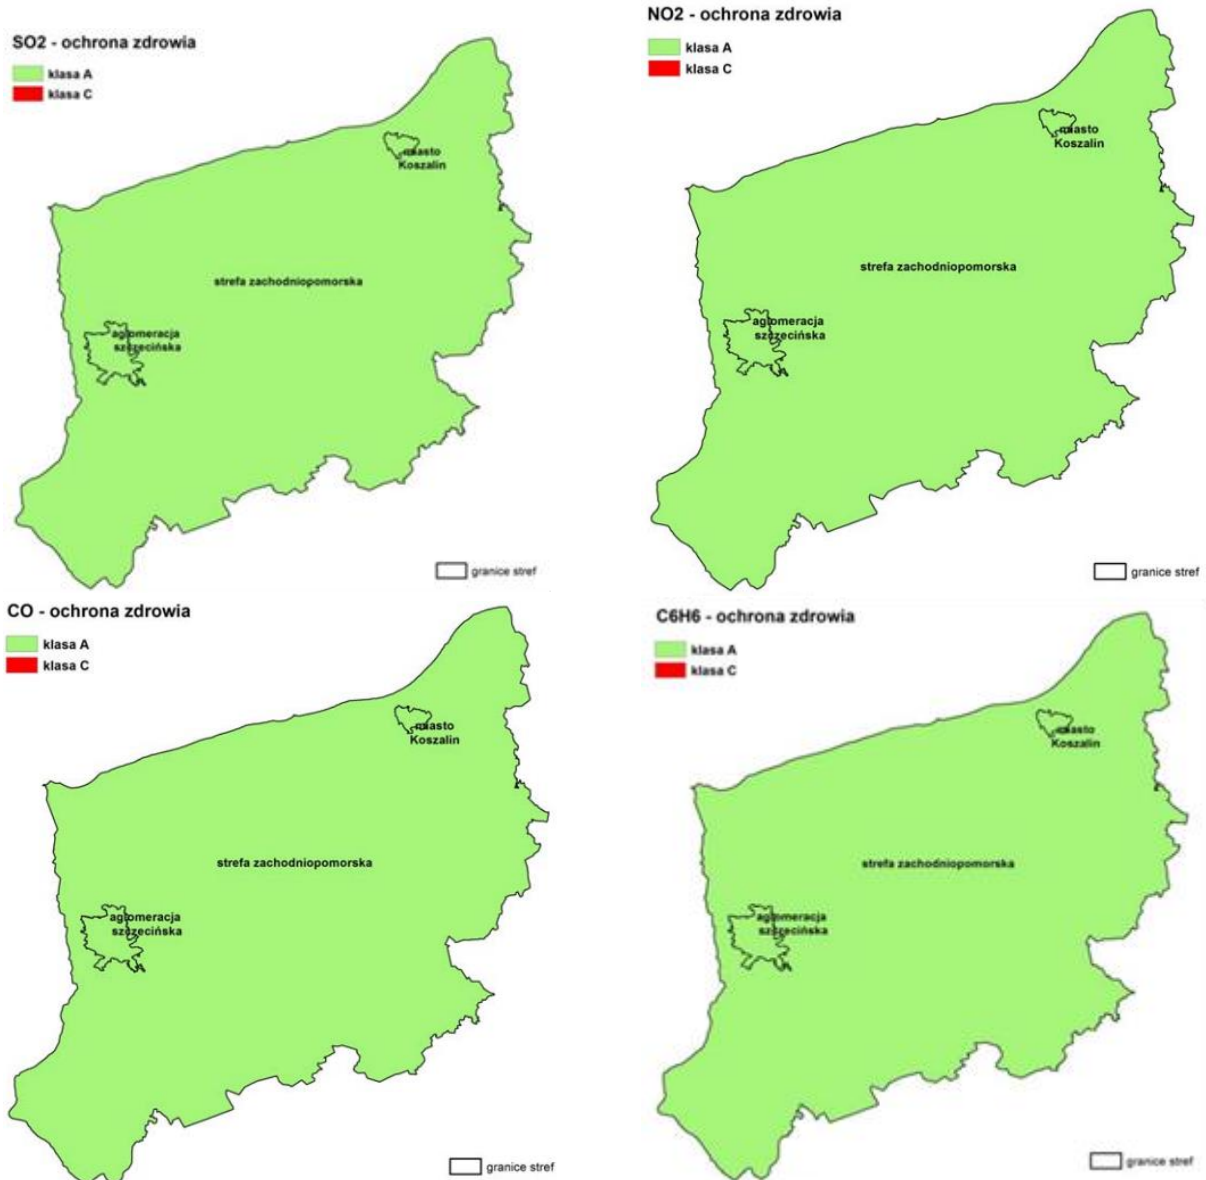 SO2 - ochrona zdrowia
klasa A
klasa C
miasto
Koszalin
strefa zachodniopomorska
aglomeracja
szczecińska
granice stref
NO2 - ochrona zdrowia
klasa A
klasa C
miasto
Koszalin
strefa zachodniopomorska
aglomeracja
szczecińska
granice stref
CO - ochrona zdrowia
klasa A
klasa C
miasto
Koszalin
strefa zachodniopomorska
aglomeracja
szczecińska
granice stref
C6H6 - ochrona zdrowia
klasa A
klasa C
miasto
Koszalin
strefa zachodniopomorska
aglomeracja
szczecińska
granice stref